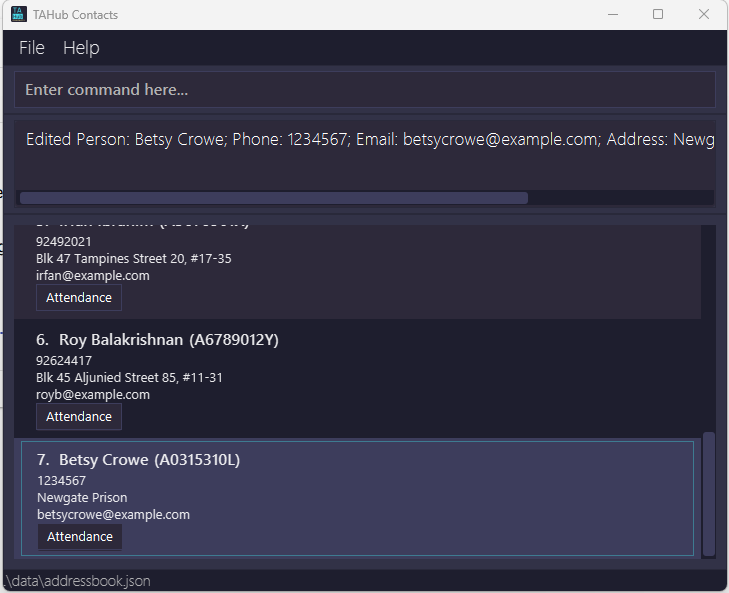 TA
Hub
TAHub Contacts
File Help
Enter command here...
Edited Person: Betsy Crowe; Phone: 1234567; Email: betsycrowe@example.com; Address: Newg
92492021
Blk 47 Tampines Street 20, #17-35
irfan@example.com
Attendance
6. Roy Balakrishnan (A6789012Y)
92624417
Blk 45 Aljunied Street 85, #11-31
royb@example.com
Attendance
7. Betsy Crowe (A0315310L)
1234567
Newgate Prison
betsycrowe@example.com
Attendance
.\data\addressbook.json